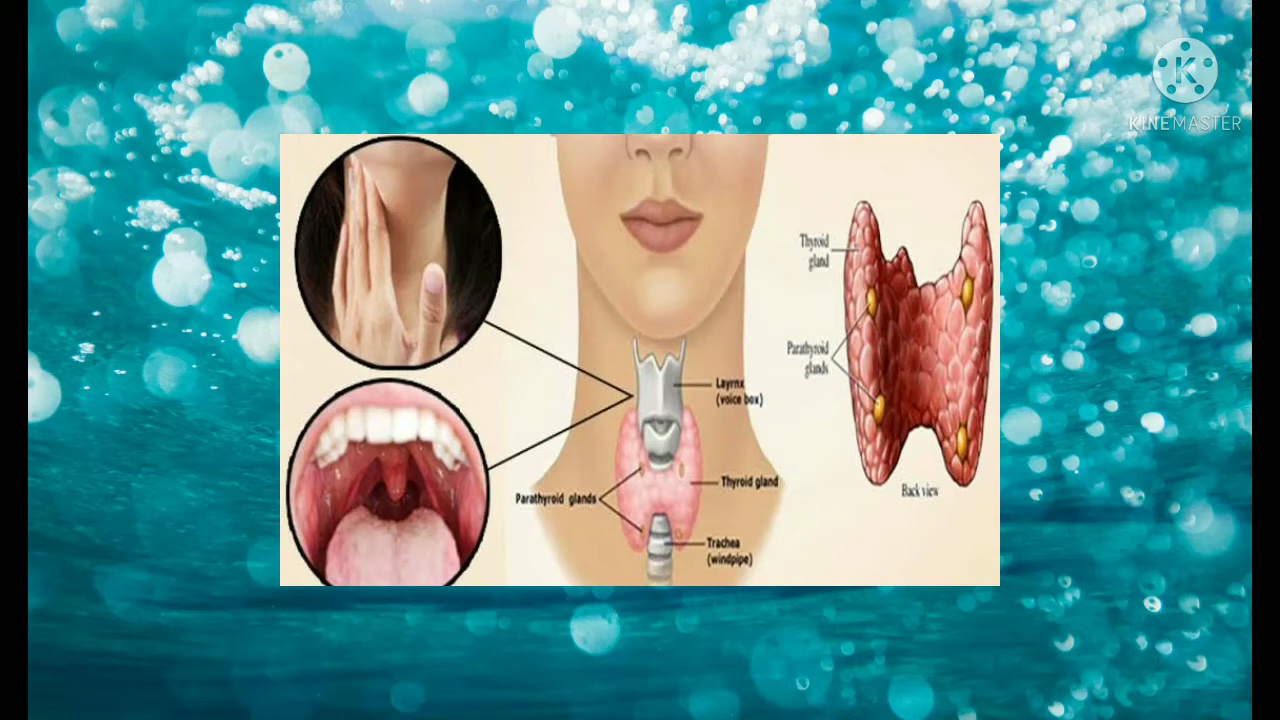 K
KINEMASTER
Thyroid
gland
Parathyroid
glands
Back view
Layrnx
(voice box)
Thyroid gland
Parathyroid glands
Trachea
(windpipe)